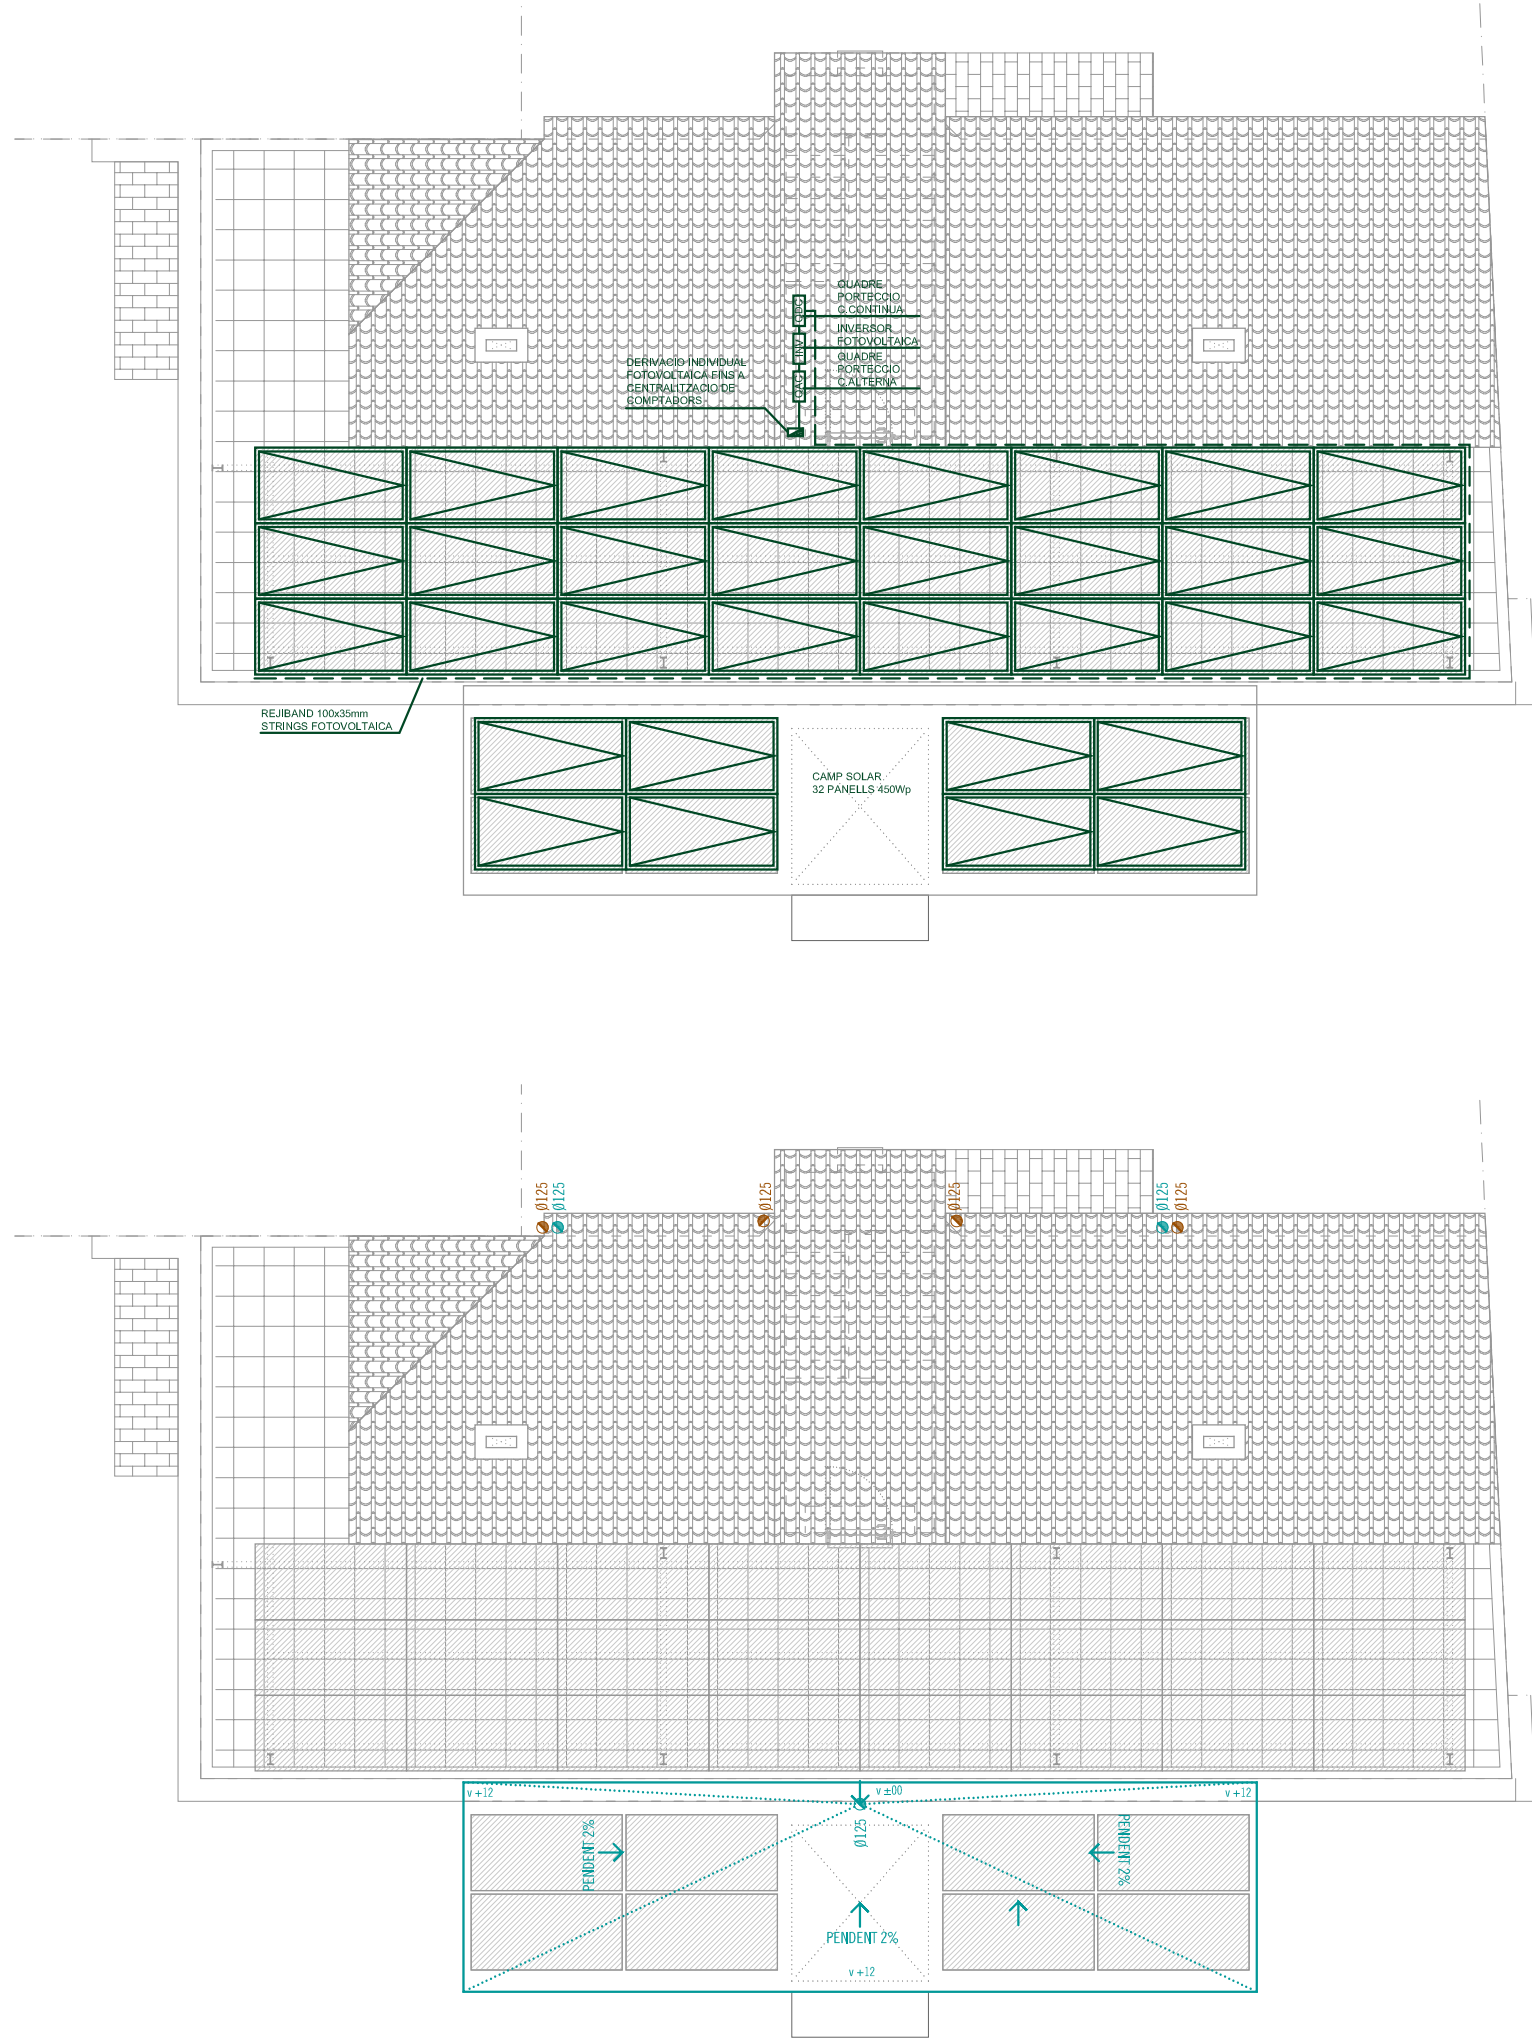 QUADRE
PORTECCIO
C.CONTINUA
QDC
INVERSOR
FOTOVOLTAICA
INV
QUADRE
PORTECCIO
C.ALTERNA
QAC
DERIVACIO INDIVIDUAL
FOTOVOLTAICA FINS A
CENTRALITZACIO DE
COMPTADORS
REJIBAND 100x35mm
STRINGS FOTOVOLTAICA
CAMP SOLAR.
32 PANELLS 450Wp
Ø125
Ø125
Ø125
Ø125
Ø125
Ø125
v +12
v ±00
v +12
Ø125
PENDENT 2%
PENDENT 2%
PENDENT 2%
v +12